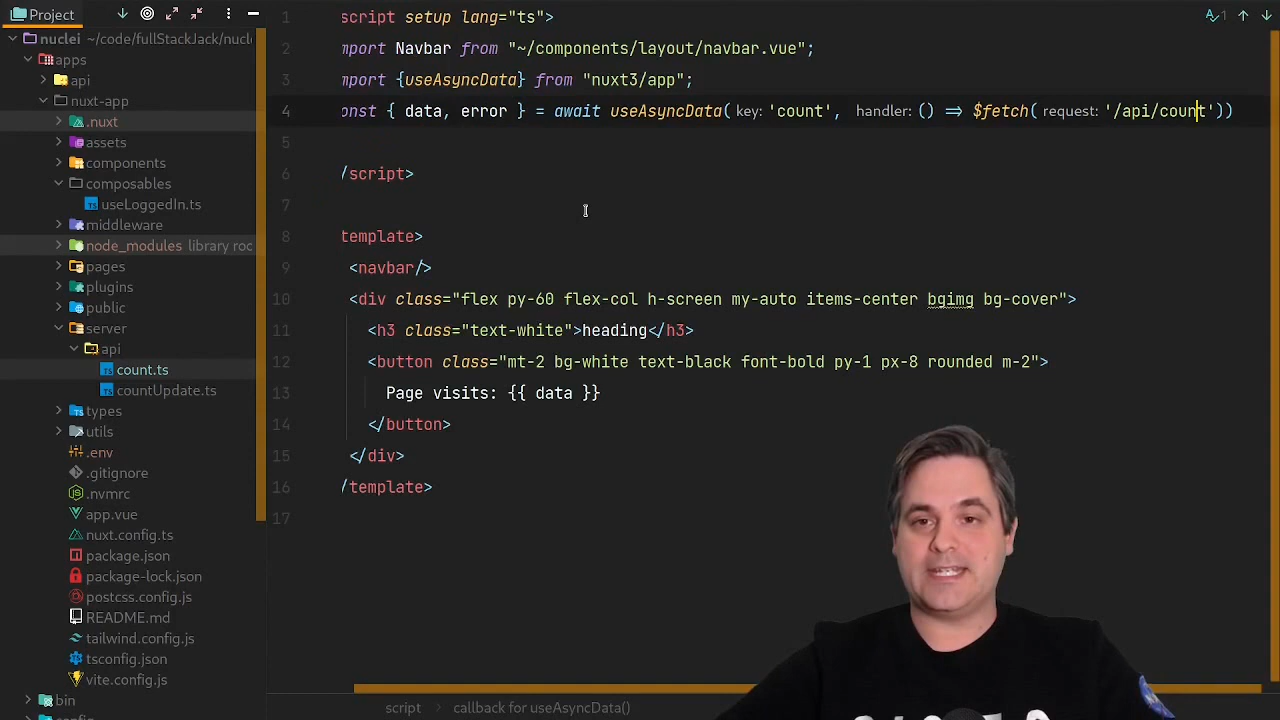 Project
nuclei ~/code/fullStackJack/nucle
apps
api
nuxt-app
.nuxt
assets
components
composables
useLoggedIn.ts
middleware
node_modules library roo
pages
plugins
public
server
api
count.ts
countUpdate.ts
types
utils
.env
.gitignore
.nvmrc
app.vue
nuxt.config.ts
package.json
package-lock.json
postcss.config.js
README.md
tailwind.config.js
tsconfig.json
vite.config.js
bin
1 script setup lang="ts">
2 mport Navbar from "~/components/layout/navbar.vue";
3 mport {useAsyncData} from "nuxt3/app";
4 onst { data, error } = await useAsyncData( key: 'count', handler: () => $fetch( request: '/api/count'))
5
6 /script>
7
8 template>
9 <navbar/>
10 <div class="flex py-60 flex-col h-screen my-auto items-center bgimg bg-cover">
11 <h3 class="text-white">heading</h3>
12 <button class="mt-2 bg-white text-black font-bold py-1 px-8 rounded m-2">
13 Page visits: {{ data }}
14 </button>
15 </div>
16 /template>
17
1
script callback for useAsyncData()